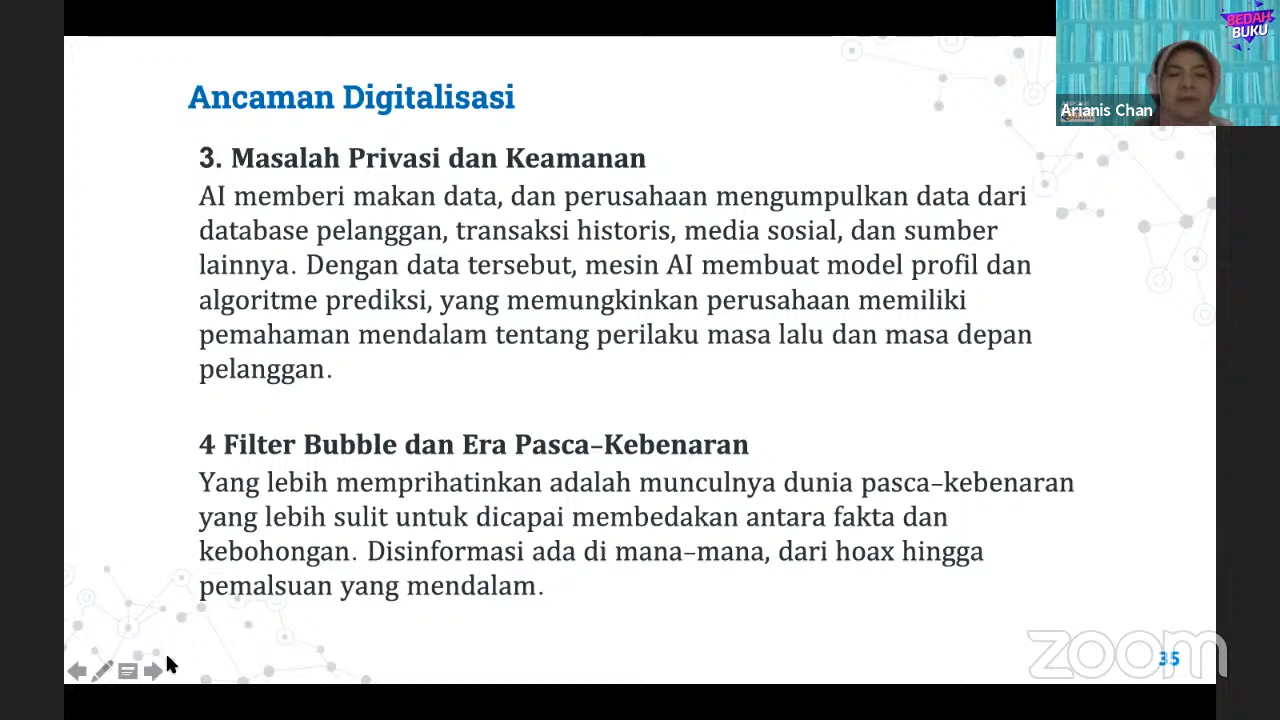 BEDAH
BUKU
Arianis Chan
Ancaman Digitalisasi
3. Masalah Privasi dan Keamanan
AI memberi makan data, dan perusahaan mengumpulkan data dari
database pelanggan, transaksi historis, media sosial, dan sumber
lainnya. Dengan data tersebut, mesin AI membuat model profil dan
algoritme prediksi, yang memungkinkan perusahaan memiliki
pemahaman mendalam tentang perilaku masa lalu dan masa depan
pelanggan.
4 Filter Bubble dan Era Pasca–Kebenaran
Yang lebih memprihatinkan adalah munculnya dunia pasca–kebenaran
yang lebih sulit untuk dicapai membedakan antara fakta dan
kebohongan. Disinformasi ada di mana–mana, dari hoax hingga
pemalsuan yang mendalam.
zoom
35